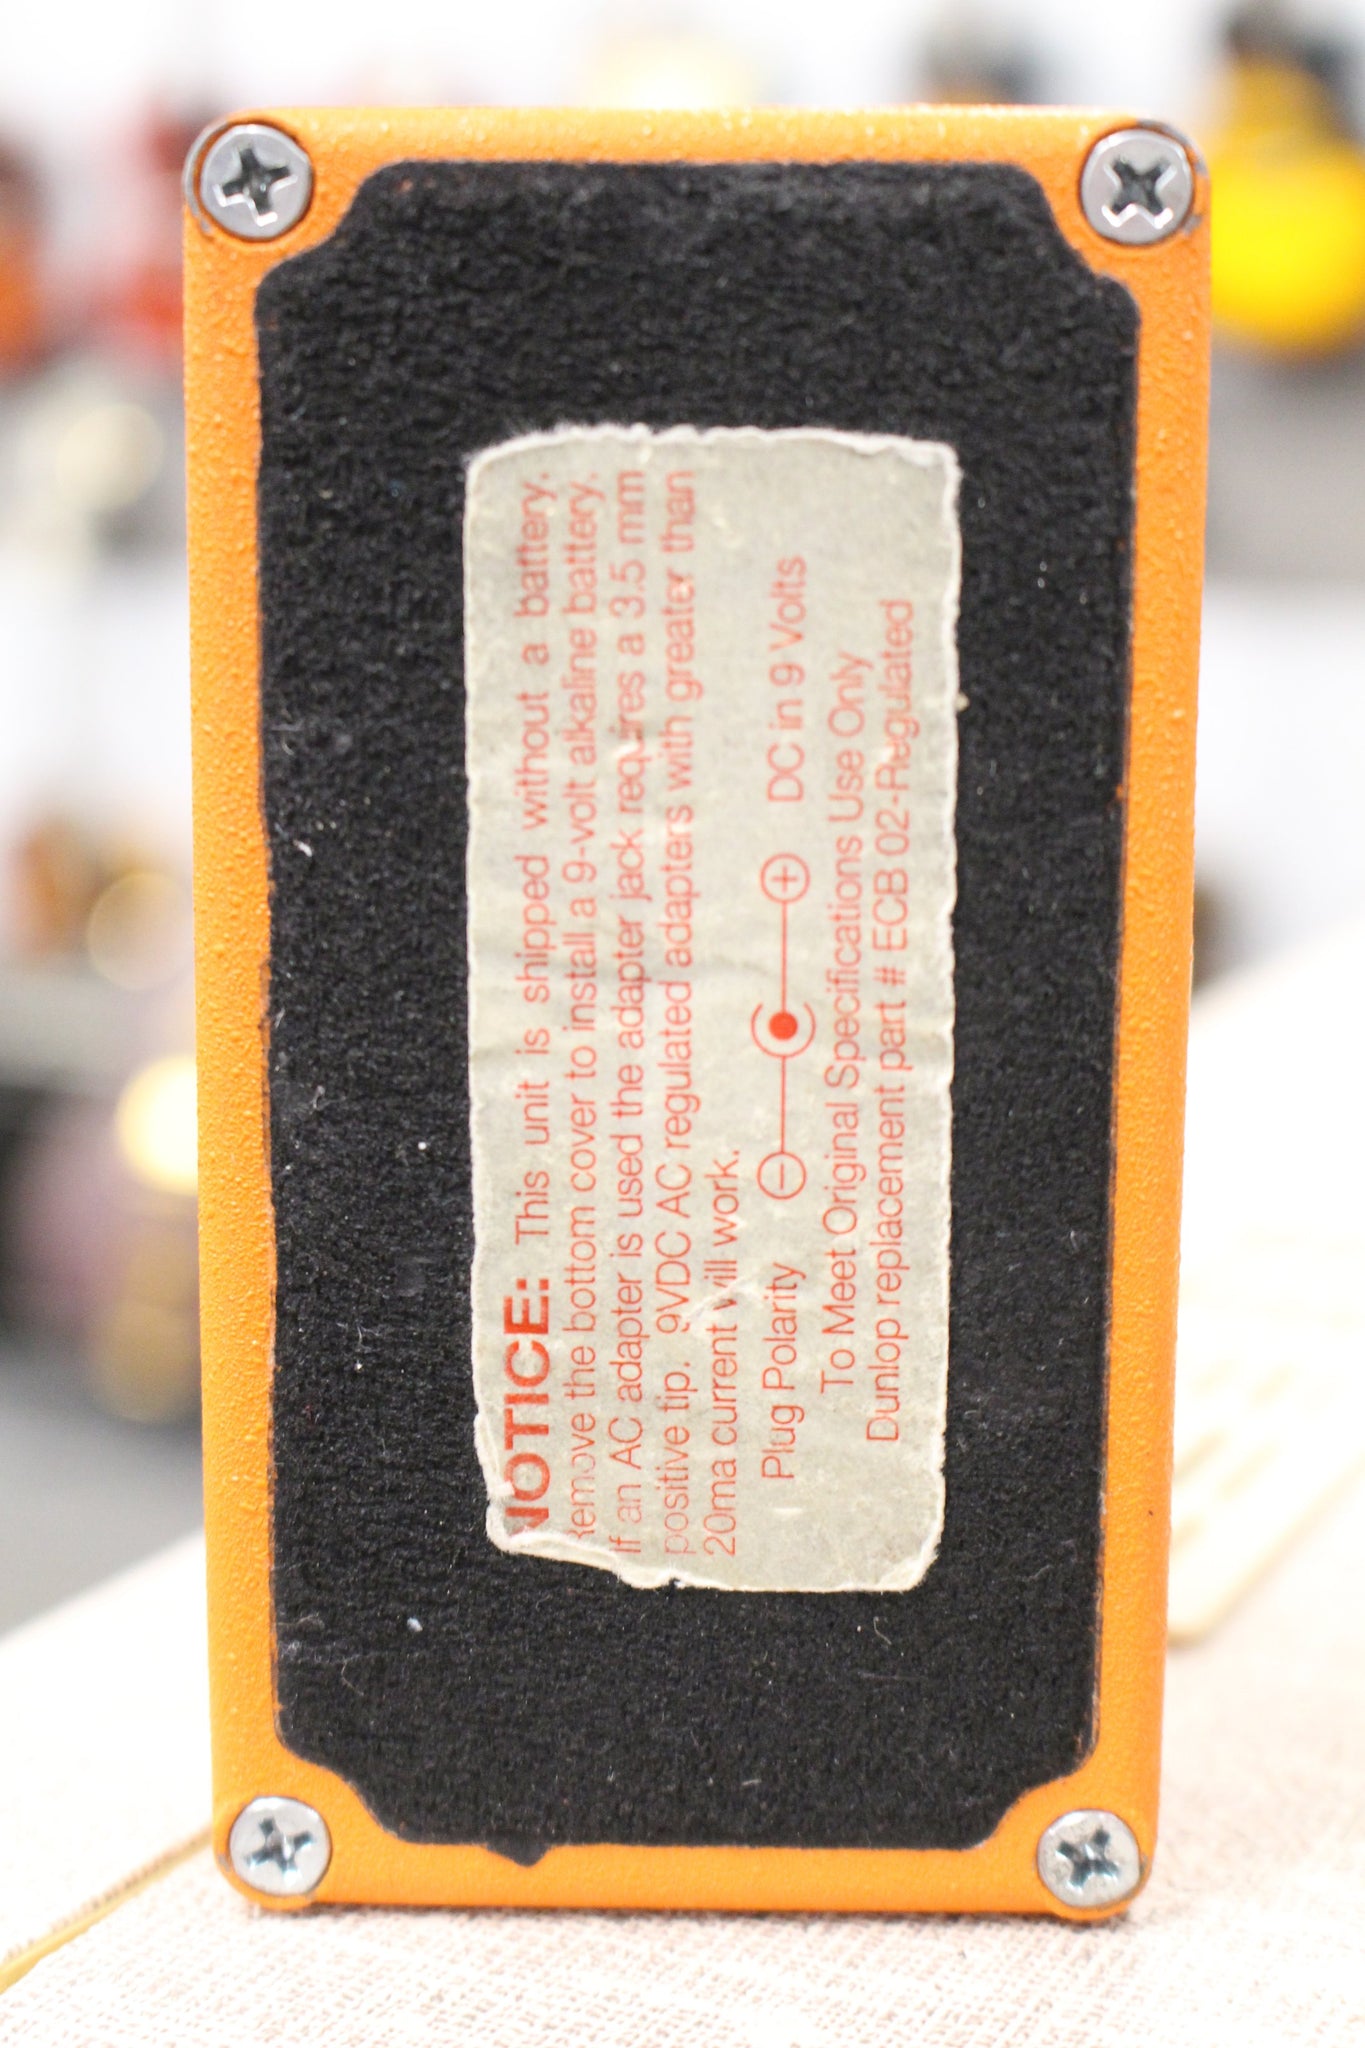 NOTICE: This unit is shipped without a battery.
Remove the bottom cover to install a 9-volt alkaline battery.
If an AC adapter is used the adapter jack requires a 3.5 mm
positive tip. 9VDC AC regulated adapters with greater than
20ma current will work.
Plug Polarity - + DC in 9 Volts
To Meet Original Specifications Use Only
Dunlop replacement part # ECB 02-Regulated